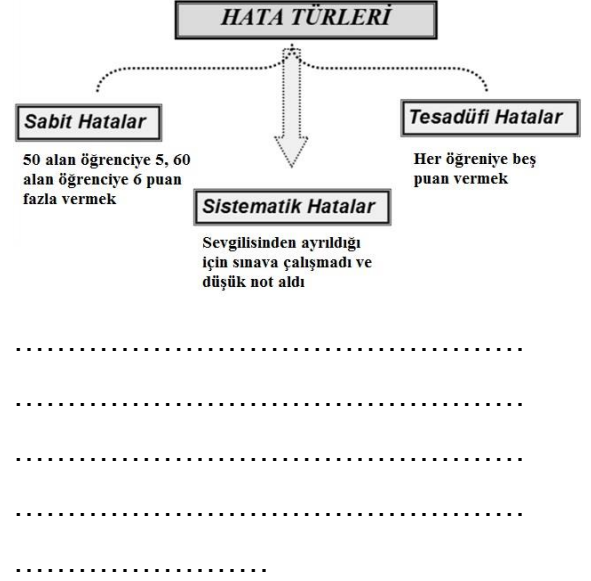 HATA TÜRLERİ
Sabit Hatalar
50 alan öğrenciye 5, 60
alan öğrenciye 6 puan
fazla vermek
Sistematik Hatalar
Sevgilisinden ayrıldığı
için sınava çalışmadı ve
düşük not aldı
Tesadüfi Hatalar
Her öğreniye beş
puan vermek